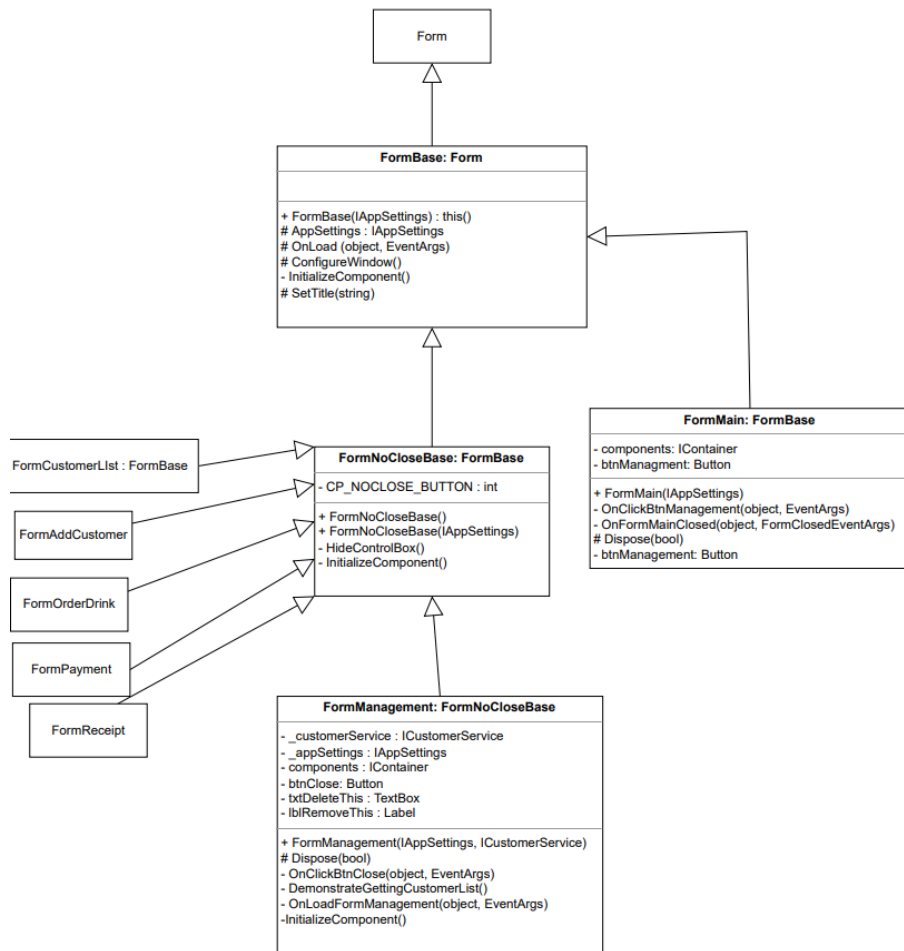 Form
FormBase: Form
+ FormBase(IAppSettings) : this()
# AppSettings : IAppSettings
# OnLoad (object, EventArgs)
# ConfigureWindow()
- InitializeComponent()
# SetTitle(string)
FormMain: FormBase
- components: IContainer
- btnManagment: Button
+ FormMain(IAppSettings)
- OnClickBtnManagement(object, EventArgs)
- OnFormMainClosed(object, FormClosedEventArgs)
# Dispose(bool)
- btnManagement: Button
FormCustomerLIst : FormBase
FormAddCustomer
FormOrderDrink
FormPayment
FormReceipt
FormNoCloseBase: FormBase
- CP_NOCLOSE_BUTTON : int
+ FormNoCloseBase()
+ FormNoCloseBase(IAppSettings)
- HideControlBox()
- InitializeComponent()
FormManagement: FormNoCloseBase
- _customerService : ICustomerService
- _appSettings : IAppSettings
- components : IContainer
- btnClose: Button
- txtDeleteThis : TextBox
- lblRemoveThis : Label
+ FormManagement(IAppSettings, ICustomerService)
# Dispose(bool)
- OnClickBtnClose(object, EventArgs)
- DemonstrateGettingCustomerList()
- OnLoadFormManagement(object, EventArgs)
-InitializeComponent()